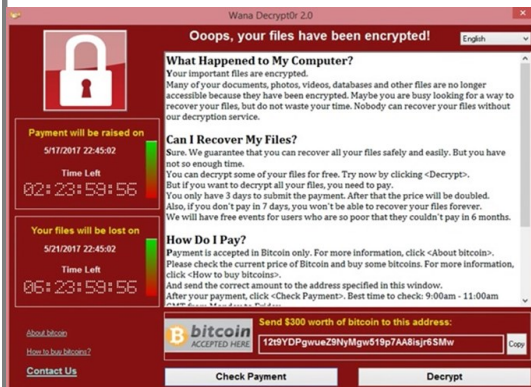 Wana Decrypt0r 2.0
Ooops, your files have been encrypted!
English
What Happened to My Computer?
Your important files are encrypted.
Many of your documents, photos, videos, databases and other files are no longer
accessible because they have been encrypted. Maybe you are busy looking for a way to
recover your files, but do not waste your time. Nobody can recover your files without
our decryption service.
Can I Recover My Files?
Sure. We guarantee that you can recover all your files safely and easily. But you have
not so enough time.
You can decrypt some of your files for free. Try now by clicking <Decrypt>.
But if you want to decrypt all your files, you need to pay.
You only have 3 days to submit the payment. After that the price will be doubled.
Also, if you don't pay in 7 days, you won't be able to recover your files forever.
We will have free events for users who are so poor that they couldn't pay in 6 months.
How Do I Pay?
Payment is accepted in Bitcoin only. For more information, click <About bitcoin>.
Please check the current price of Bitcoin and buy some bitcoins. For more information,
click <How to buy bitcoins>.
And send the correct amount to the address specified in this window.
After your payment, click <Check Payment>. Best time to check: 9:00am - 11:00am
GMT from Monday to Friday.
Payment will be raised on
5/17/2017 22:45:02
Time Left
02:23:59:56
Your files will be lost on
5/21/2017 22:45:02
Time Left
06:23:59:56
About bitcoin
How to buy bitcoins?
Contact Us
bitcoin
ACCEPTED HERE
Send $300 worth of bitcoin to this address:
12t9YDPgwueZ9NyMgw519p7AA8isjr6SMw
Copy
Check Payment
Decrypt